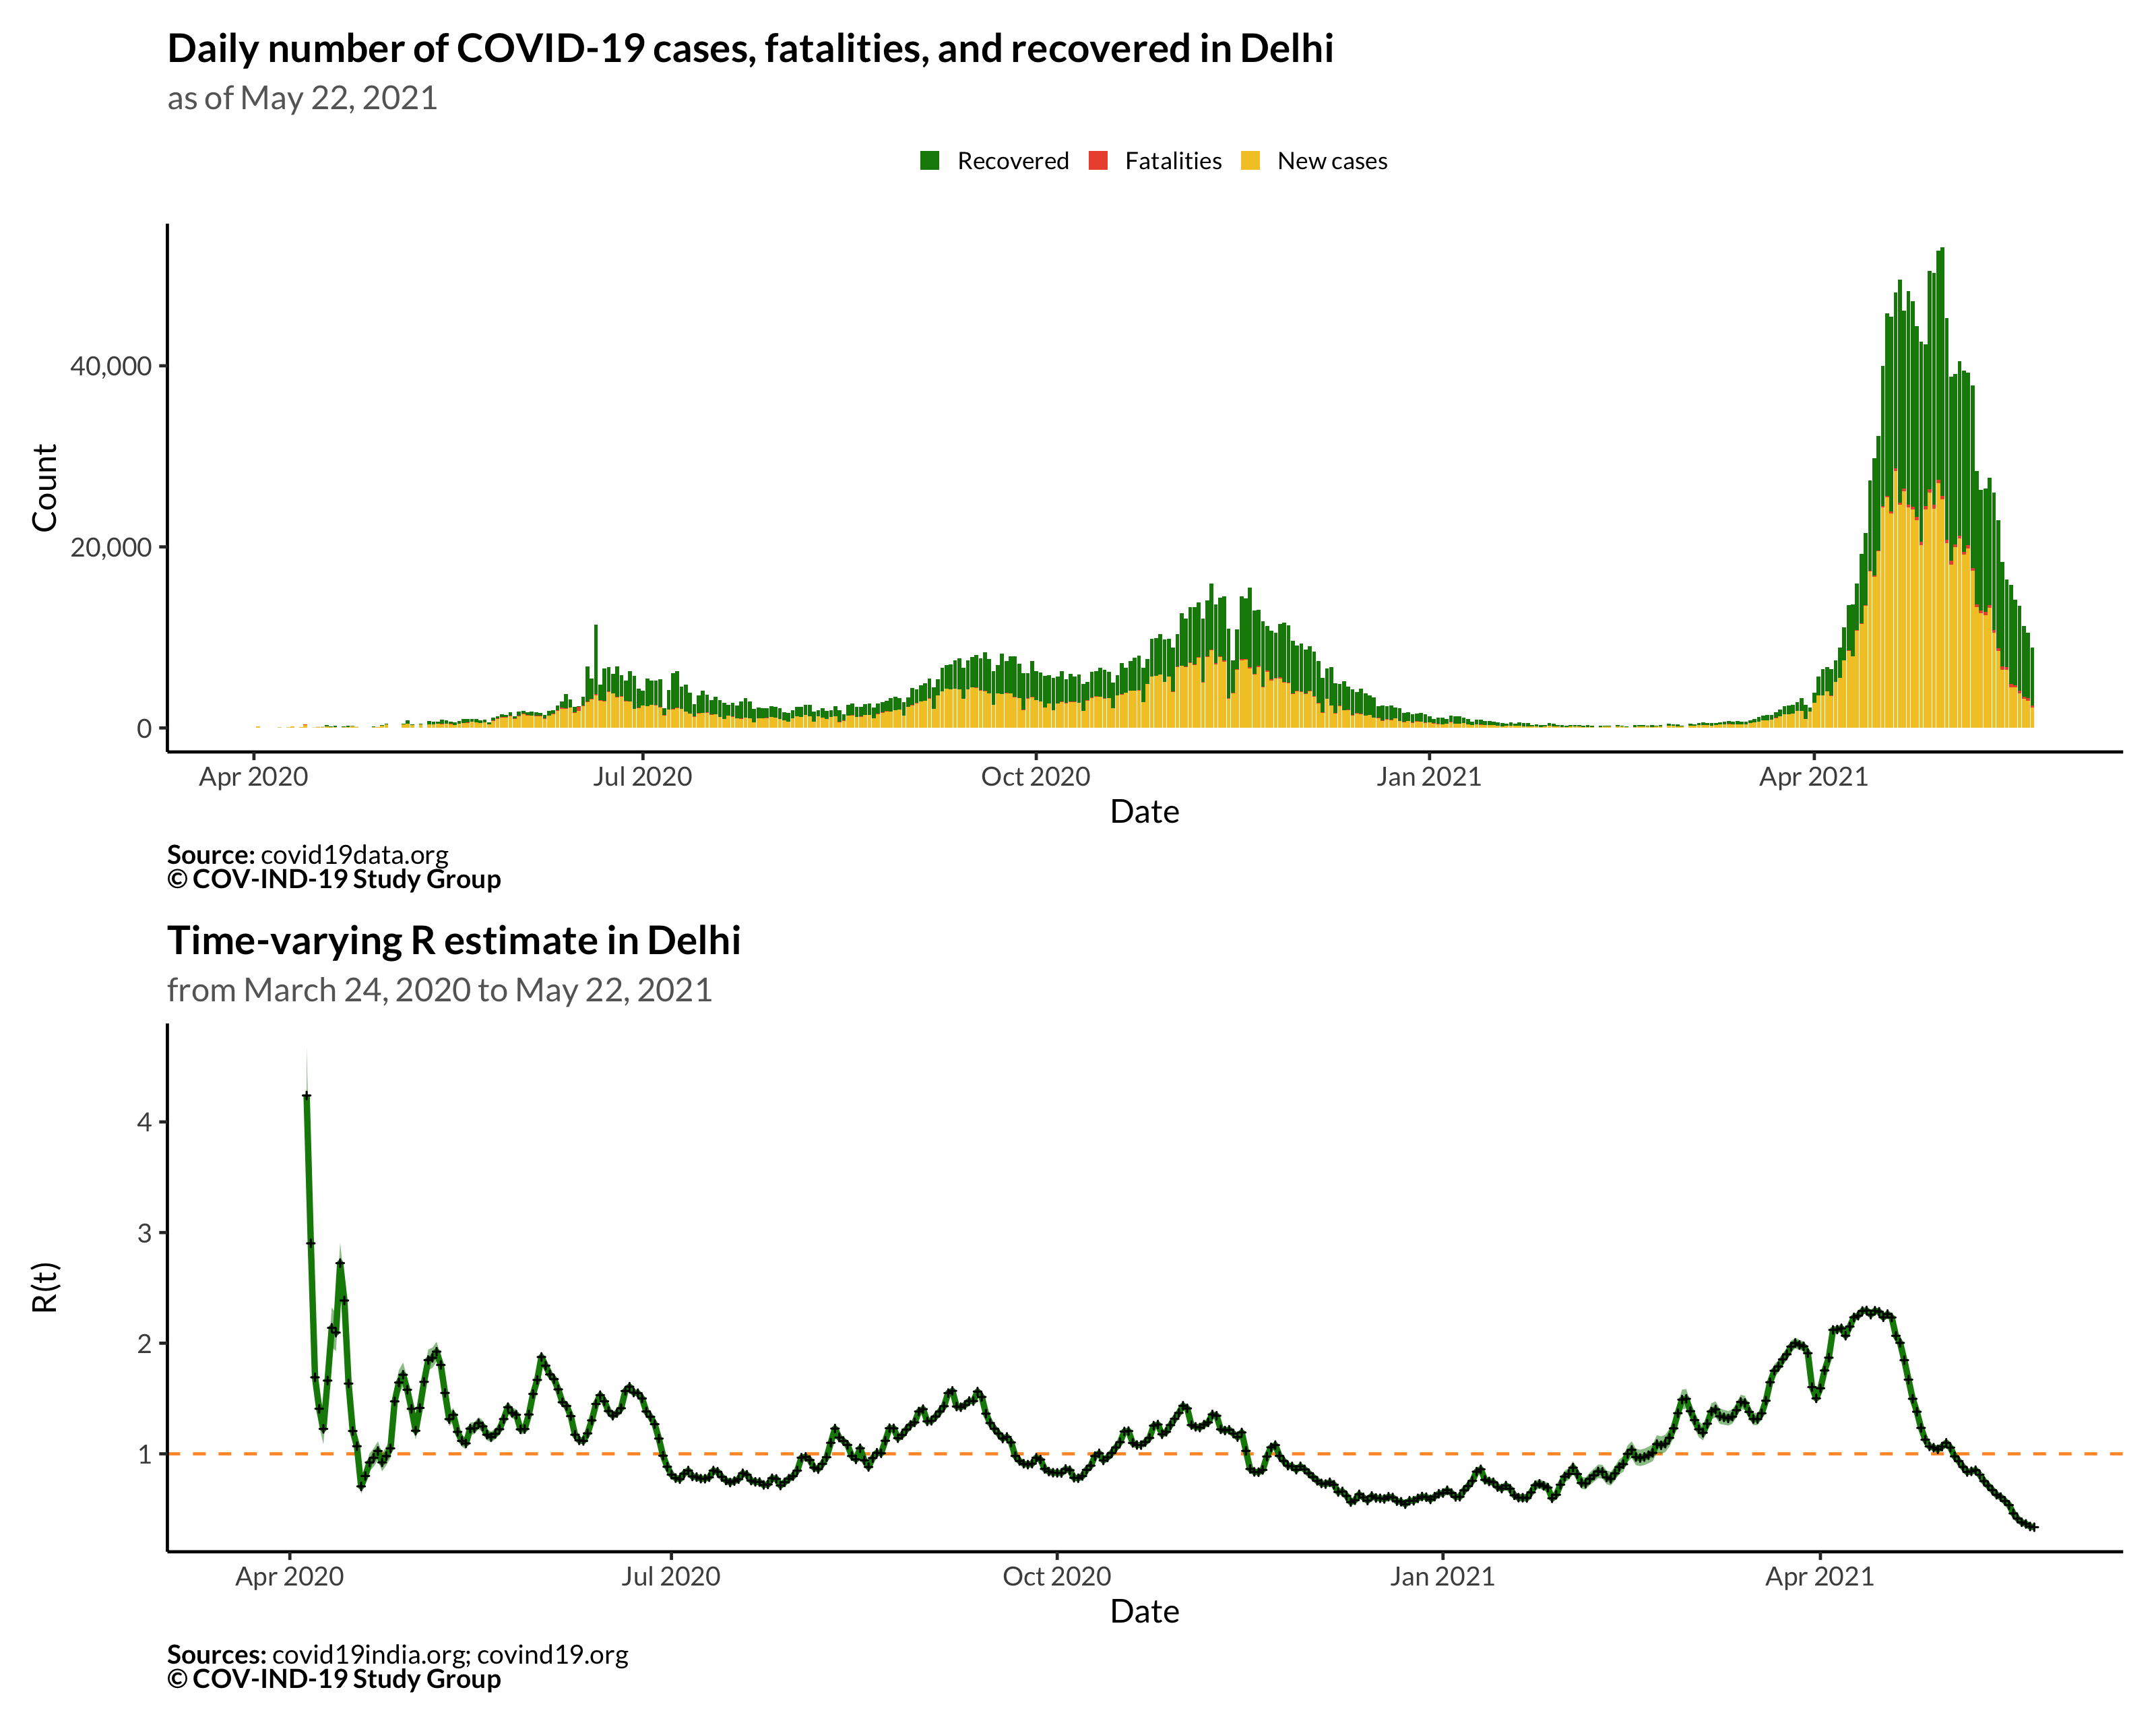 Daily number of COVID-19 cases, fatalities, and recovered in Delhi
as of May 22, 2021
Recovered Fatalities New cases
Count
40,000
20,000
0
Apr 2020 Jul 2020 Oct 2020 Jan 2021 Apr 2021
Date
Source: covid19data.org
© COV-IND-19 Study Group
Time-varying R estimate in Delhi
from March 24, 2020 to May 22, 2021
R(t)
4
3
2
1
Apr 2020 Jul 2020 Oct 2020 Jan 2021 Apr 2021
Date
Sources: covid19india.org; covind19.org
© COV-IND-19 Study Group